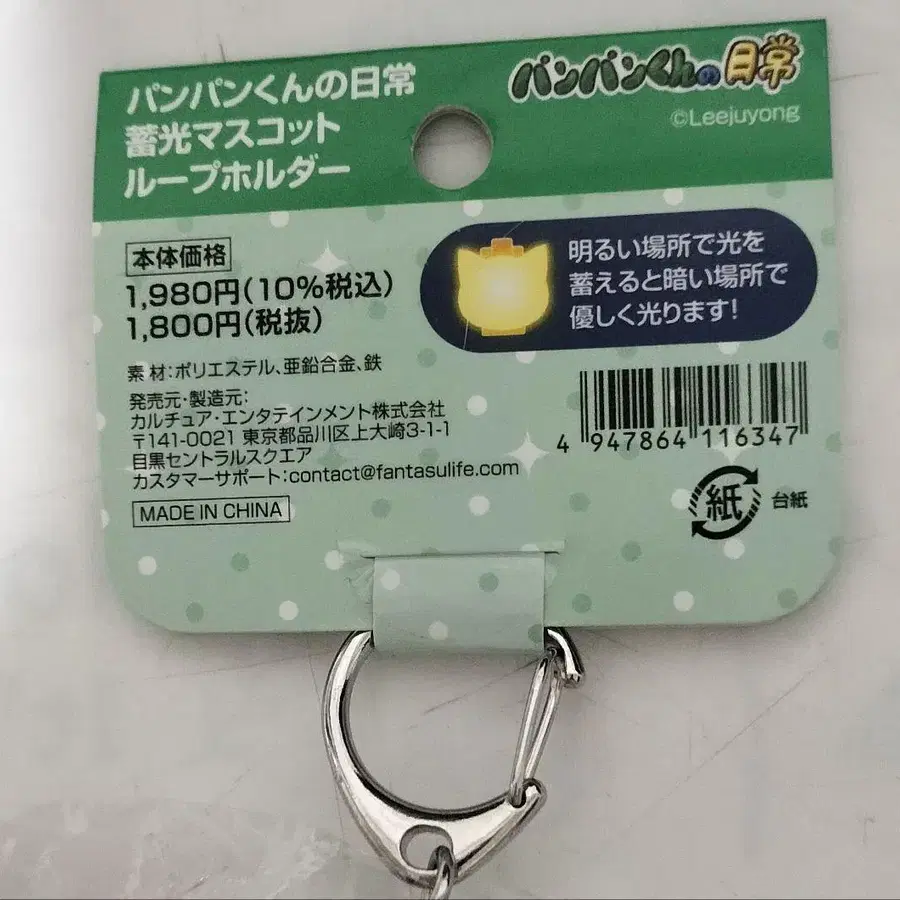 パンパンくんの日常
蓄光マスコット
ループホルダー
パンパンくんの日常
©Leejuyong
本体価格
1,980円(10%税込)
1,800円(税抜)
明るい場所で光を
蓄えると暗い場所で
優しく光ります!
素材:ポリエステル、亜鉛合金、鉄
発売元・製造元:
カルチュア・エンタテインメント株式会社
〒141-0021 東京都品川区上大崎3-1-1
目黒セントラルスクエア
カスタマーサポート:contact@fantasulife.com
MADE IN CHINA
4 947864 116347
紙
台紙